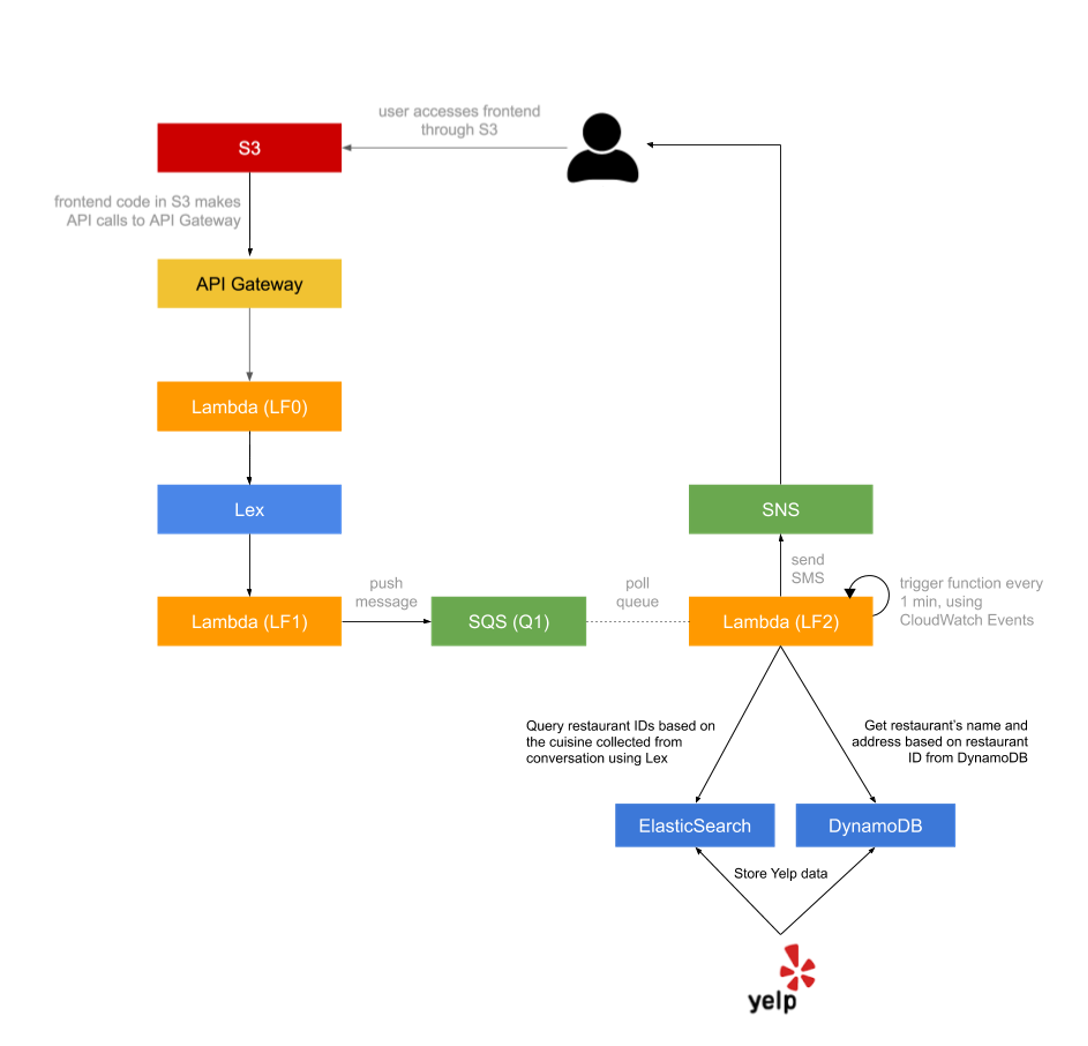 user accesses frontend
through S3
S3
frontend code in S3 makes
API calls to API Gateway
API Gateway
Lambda (LF0)
Lex
SNS
send
SMS
push
message
poll
queue
trigger function every
1 min, using
CloudWatch Events
Lambda (LF1)
SQS (Q1)
Lambda (LF2)
Query restaurant IDs based on
the cuisine collected from
conversation using Lex
Get restaurant’s name and
address based on restaurant
ID from DynamoDB
ElasticSearch
DynamoDB
Store Yelp data
yelp